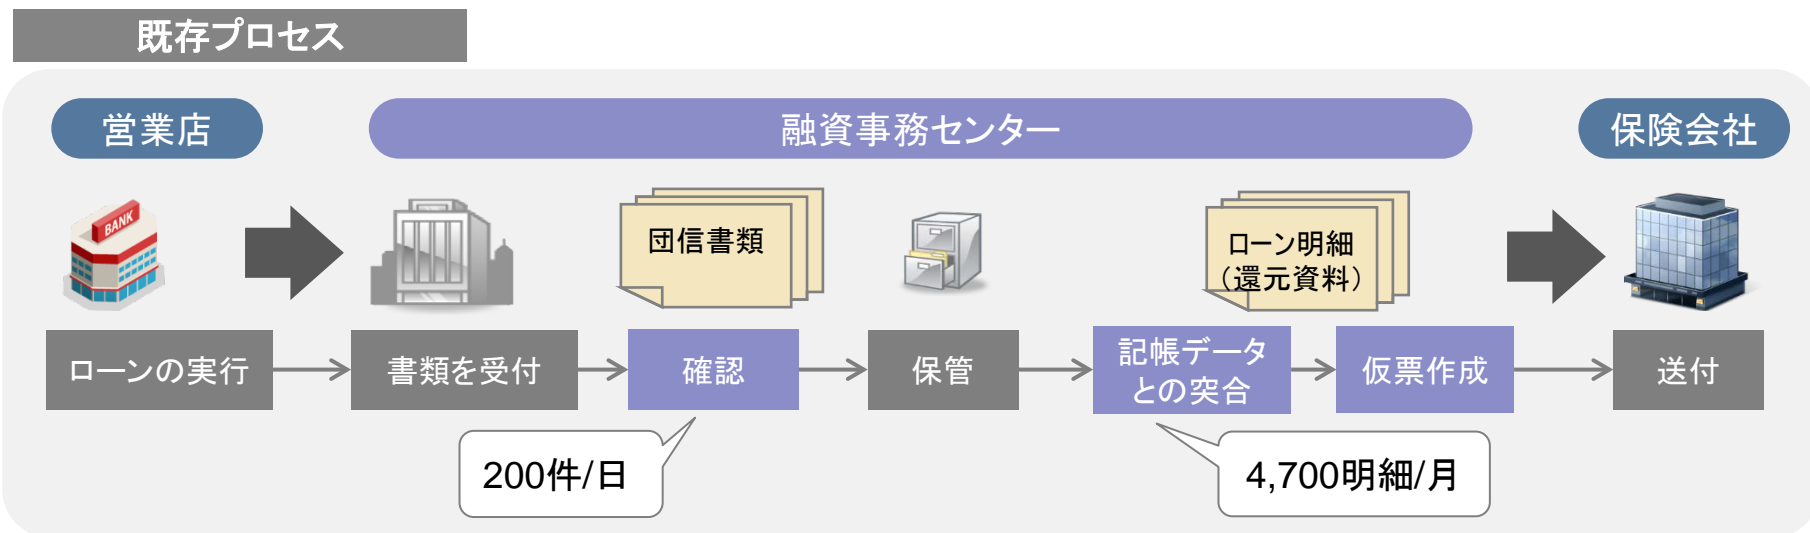 既存プロセス
営業店
融資事務センター
保険会社
BANK
団信書類
ローン明細
（還元資料）
ローンの実行
書類を受付
確認
保管
記帳データ
との突合
仮票作成
送付
200件/日
4,700明細/月